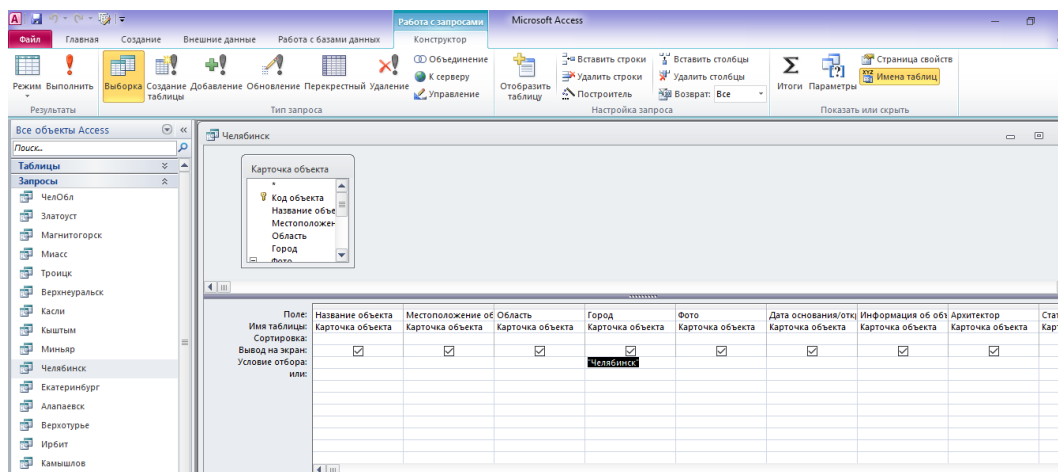 Работа с запросами
Microsoft Access
Файл Главная Создание Внешние данные Работа с базами данных Конструктор
Режим Выполнить Выборка Создание таблицы Добавление Обновление Перекрестный Удаление
Объединение
К серверу
Управление
Отобразить таблицу
Вставить строки
Удалить строки
Построитель
Вставить столбцы
Удалить столбцы
Возврат: Все
Итоги Параметры
Страница свойств
Имена таблиц
Результаты Тип запроса Настройка запроса Показать или скрыть
Все объекты Access
Поиск...
Таблицы
Запросы
ЧелОбл
Златоуст
Магнитогорск
Миасс
Троицк
Верхнеуральск
Касли
Кыштым
Миньяр
Челябинск
Екатеринбург
Алапаевск
Верхотурье
Ирбит
Камышлов
Челябинск
Карточка объекта
*
Код объекта
Название объе
Местоположен
Область
Город
Фото
Поле: Название объекта Местоположение об Область Город Фото Дата основания/откр Информация об объ Архитектор Стат
Имя таблицы: Карточка объекта Карточка объекта Карточка объекта Карточка объекта Карточка объекта Карточка объекта Карточка объекта Карточка объекта Карт
Сортировка:
Вывод на экран:
Условие отбора: "Челябинск"
или: